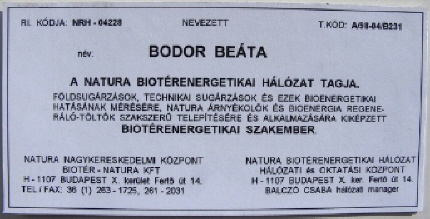 RI. KÓDJA: NRH - 04228 NEVEZETT T.KÓD: A/98-04/B231
név: BODOR BEÁTA
A NATURA BIOTÉRENERGETIKAI HÁLÓZAT TAGJA.
FÖLDSUGÁRZÁSOK, TECHNIKAI SUGÁRZÁSOK ÉS EZEK BIOENERGETIKAI
HATÁSÁNAK MÉRÉSÉRE, NATURA ÁRNYÉKOLÓK ÉS BIOENERGIA REGENE-
RÁLÓ-TÖLTŐK SZAKSZERŰ TELEPÍTÉSÉRE ÉS ALKALMAZÁSÁRA KIKÉPZETT
BIOTÉRENERGETIKAI SZAKEMBER.
NATURA NAGYKERESKEDELMI KÖZPONT
BIOTÉR - NATURA KFT
H - 1107 BUDAPEST X. kerület Fertő út 14.
TEL / FAX: 36 (1) 263 - 1725, 261 - 2031
NATURA BIOTÉRENERGETIKAI HÁLÓZAT
HÁLÓZATI és OKTATÁSI KÖZPONT
H - 1107 BUDAPEST X. ker. Fertő út 14.
BALCZÓ CSABA hálózati manager